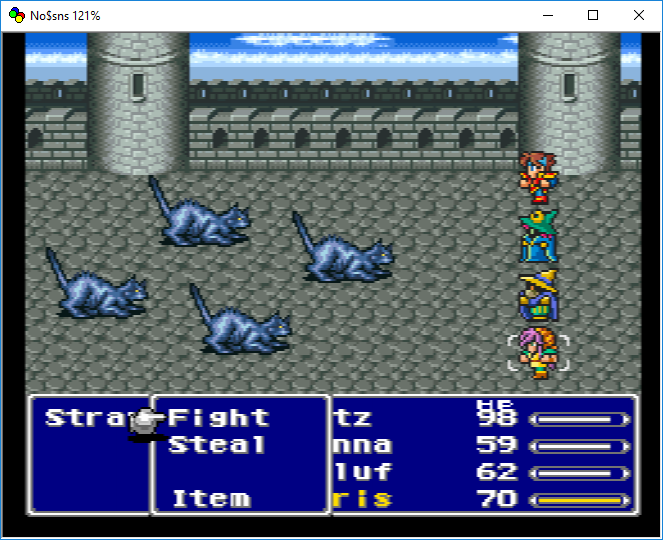 No$sns 121%
HP
Stra Fight tz 98
Steal nna 59
luf 62
Item ris 70